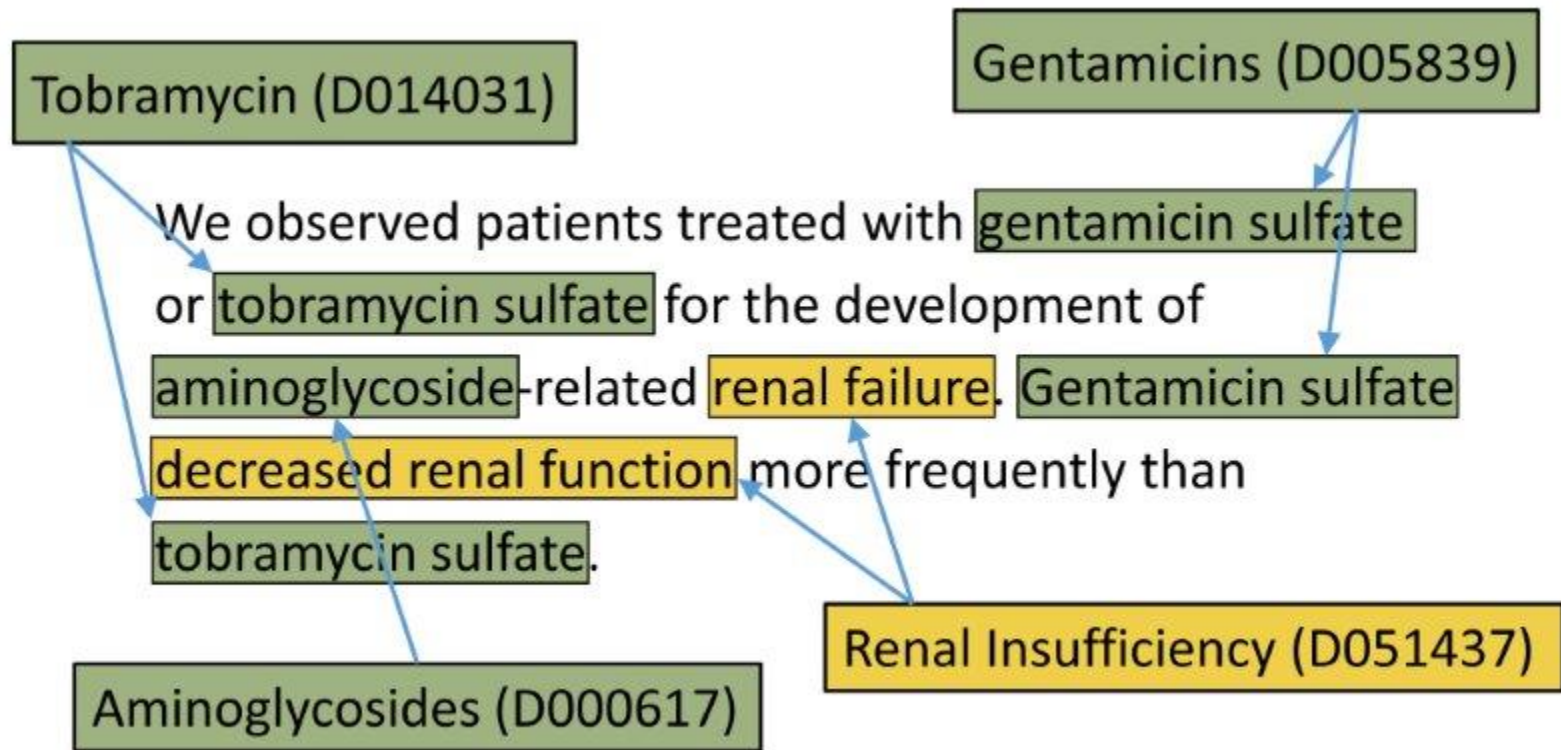 Tobramycin (D014031)
Gentamicins (D005839)
We observed patients treated with gentamicin sulfate
or tobramycin sulfate for the development of
aminoglycoside-related renal failure. Gentamicin sulfate
decreased renal function more frequently than
tobramycin sulfate.
Renal Insufficiency (D051437)
Aminoglycosides (D000617)